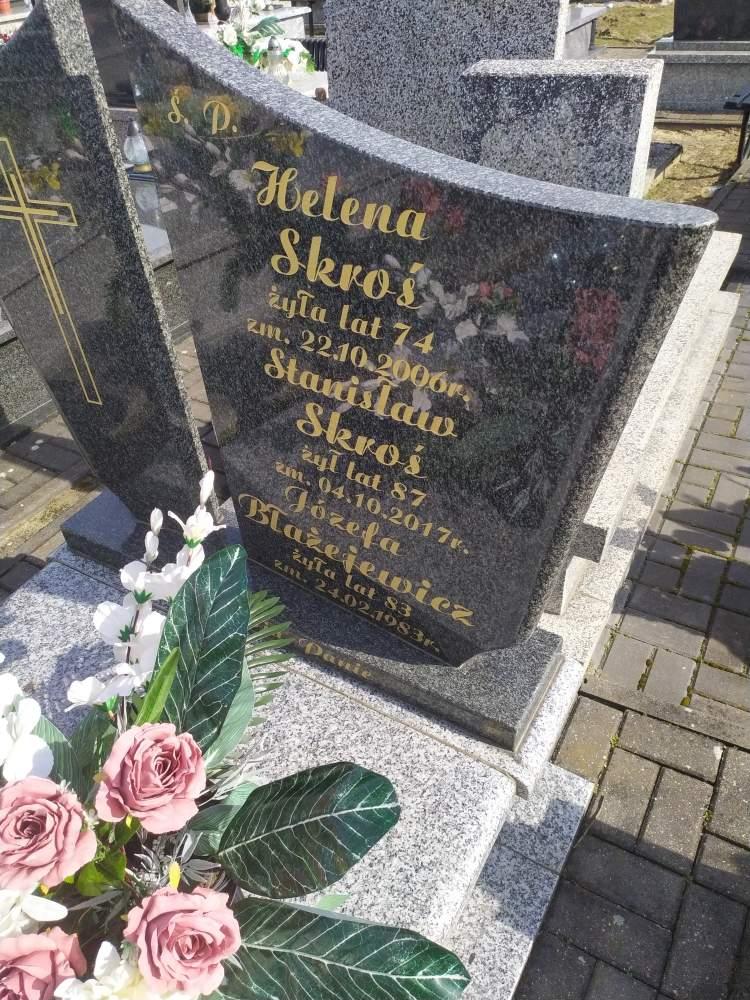 Ś. P.
Helena
Skroś
żyła lat 74
zm. 22.10.2006r.
Stanisław
Skroś
żył lat 87
zm. 04.10.2017r.
Józefa
Błażejewicz
żyła lat 83
zm. 24.02.1983r.
Panie